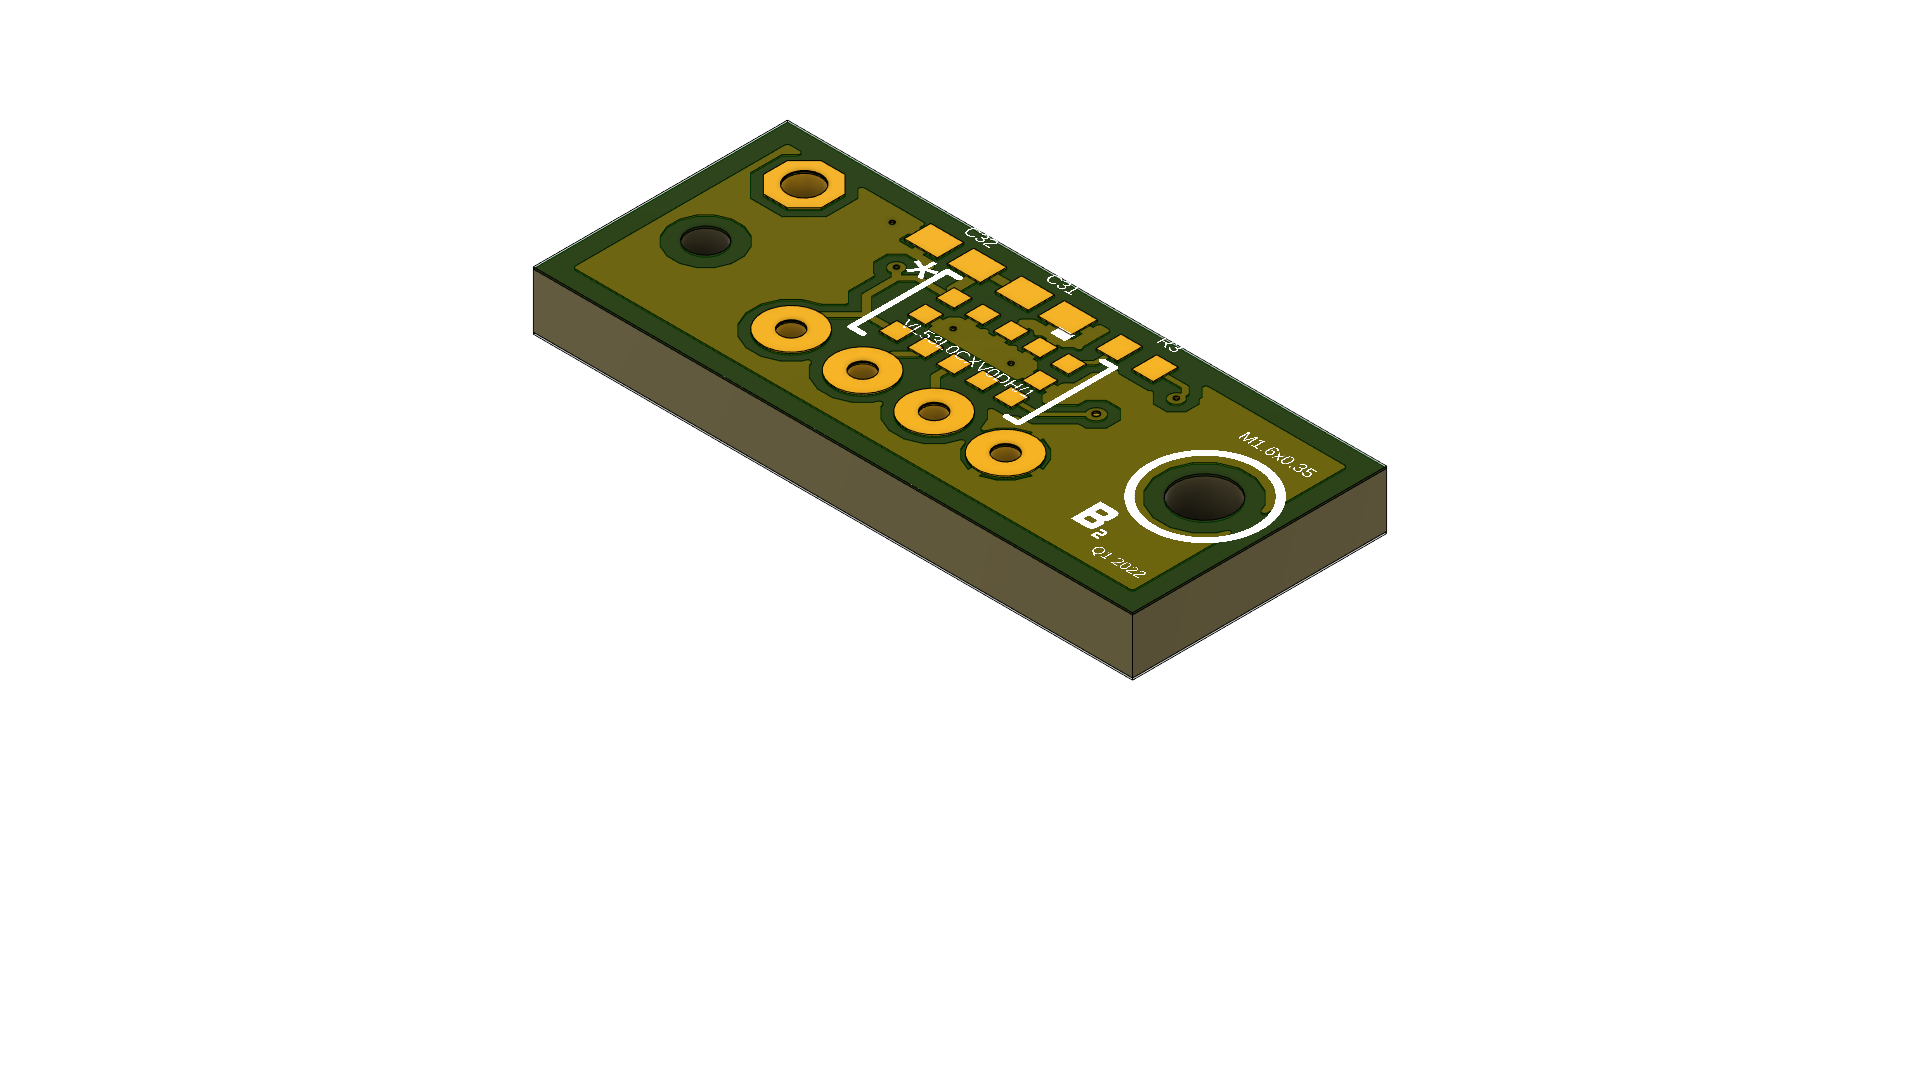 C32
*
C31
R3
VL53L0CXV0DH/1
M1.6x0.35
B2
Q1 2022